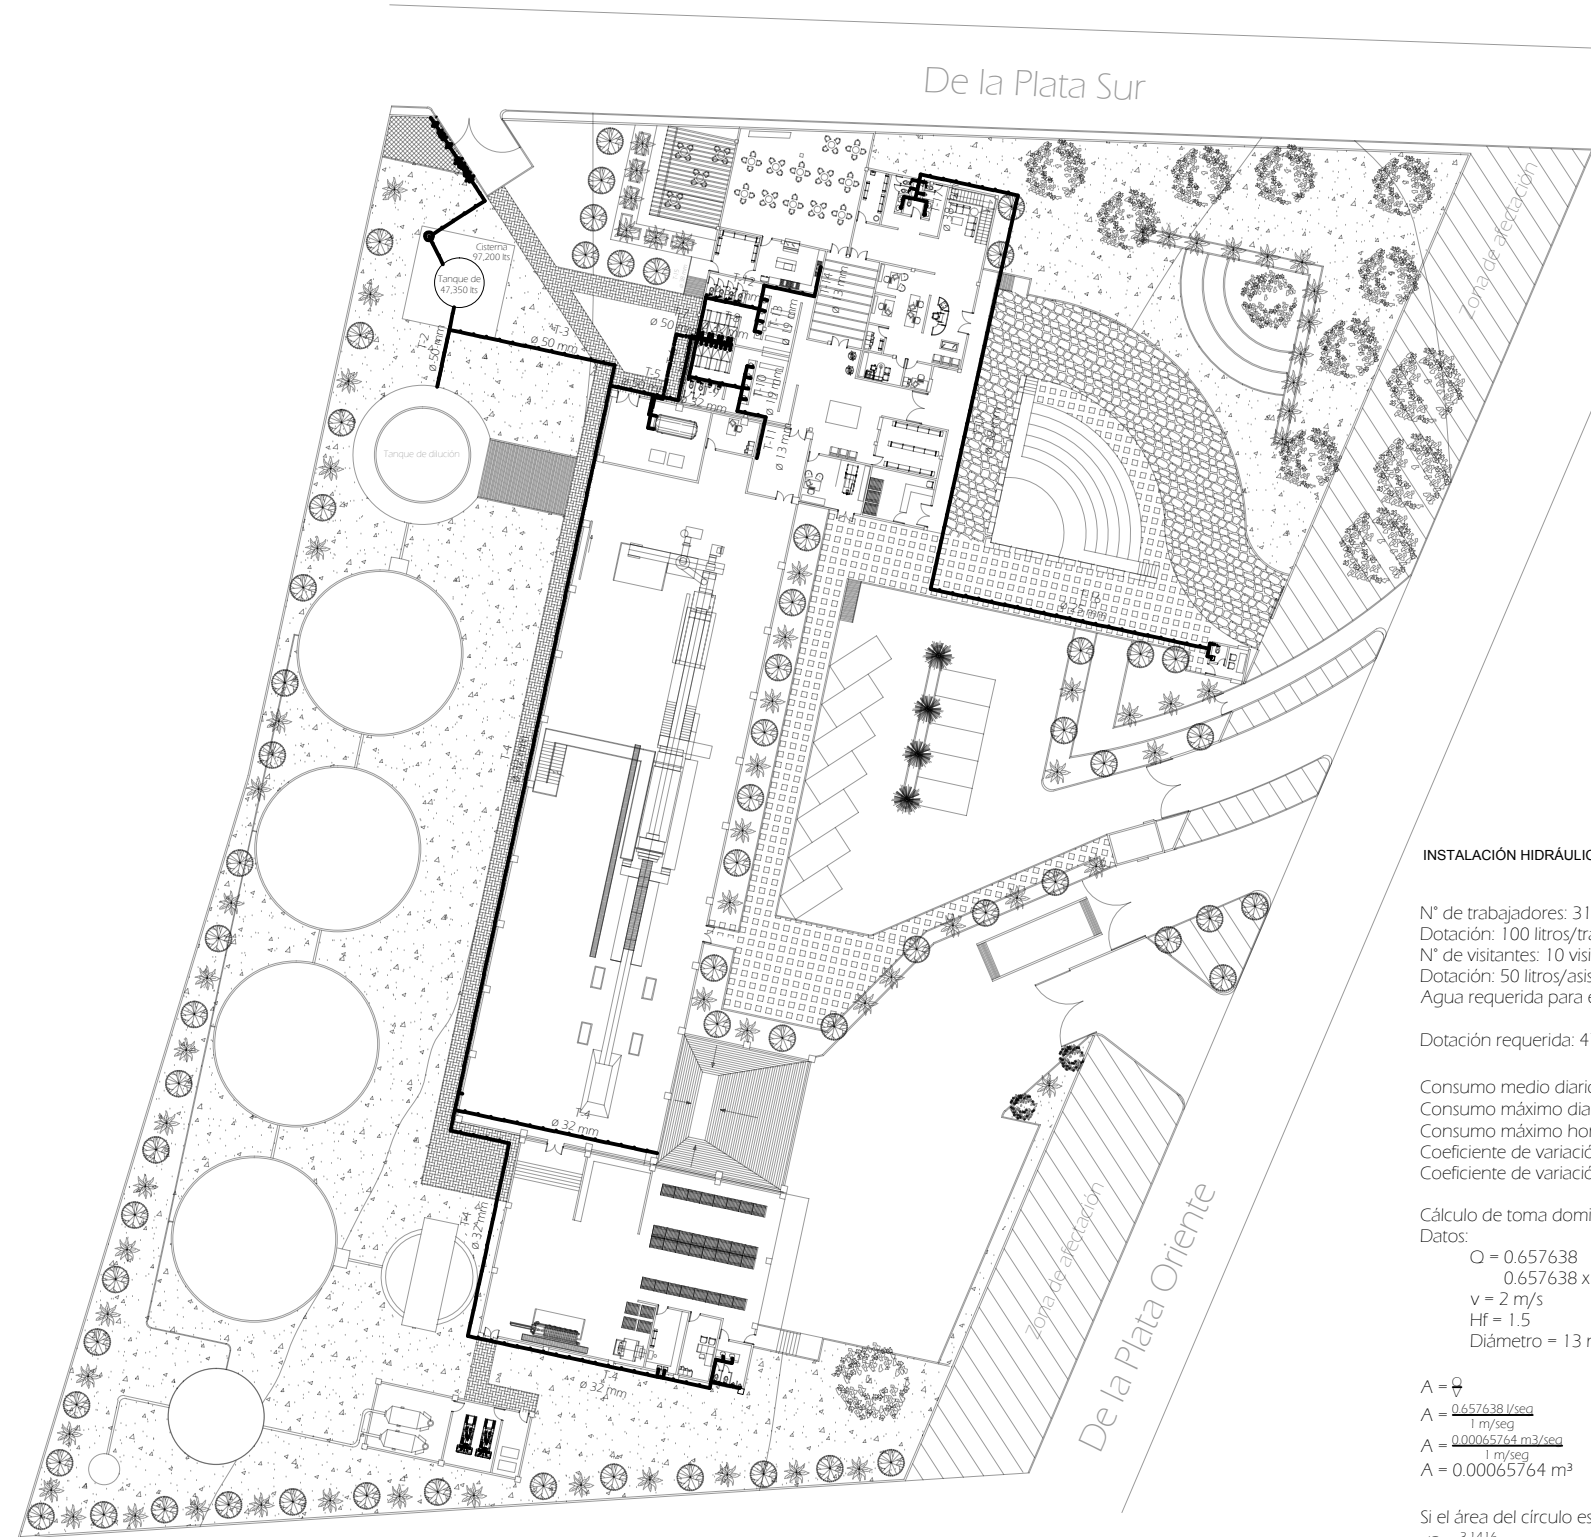 De la Plata Sur
Zona de afectación
Cisterna
97,200 lts
Tanque de
47,350 lts
T-2
ø 50 mm
T-3
ø 50 mm
ø 50
T-5
T-10
ø 19 mm
ø 13 mm
Tanque de dilución
ø 25 mm
T-4
T-4
ø 32 mm
T-4
ø 32 mm
T-4
ø 32 mm
Zona de afectación
De la Plata Oriente
INSTALACIÓN HIDRÁULIC
N° de trabajadores: 31
Dotación: 100 litros/tra
N° de visitantes: 10 visi
Dotación: 50 litros/asis
Agua requerida para e
Dotación requerida: 4
Consumo medio diario
Consumo máximo dia
Consumo máximo hor
Coeficiente de variació
Coeficiente de variació
Cálculo de toma domi
Datos:
Q = 0.657638
0.657638 x
v = 2 m/s
Hf = 1.5
Diámetro = 13 r
A = Q/V
A = 0.657638 l/seg / 1 m/seg
A = 0.00065764 m3/seg / 1 m/seg
A = 0.00065764 m³
Si el área del círculo es
3.1416